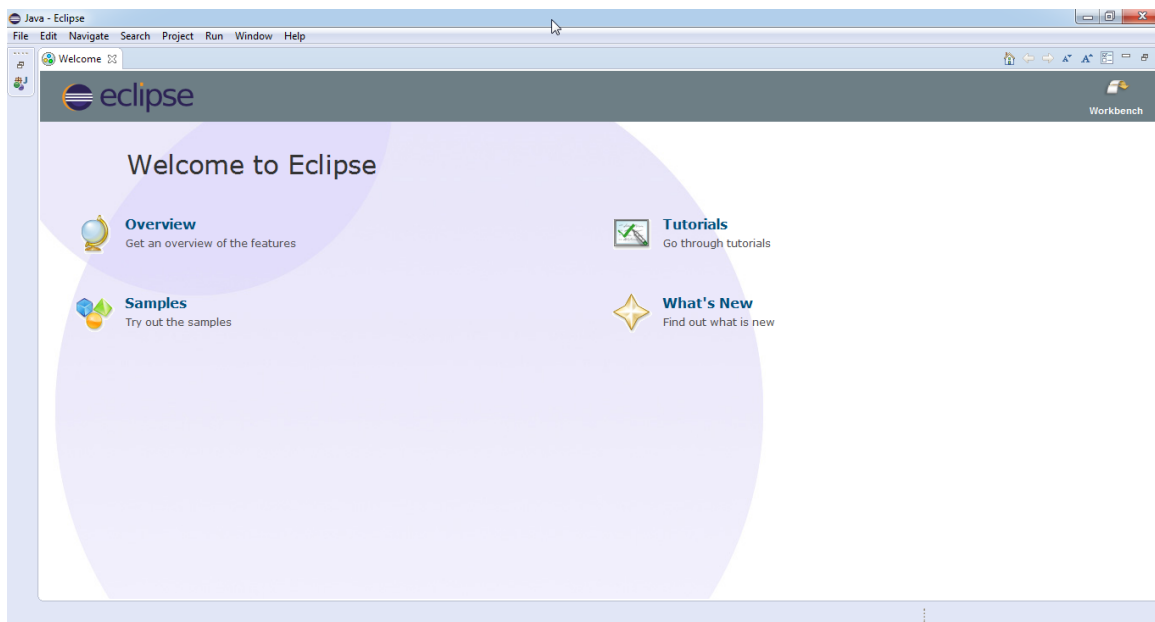 Java - Eclipse
File Edit Navigate Search Project Run Window Help
Welcome
eclipse
Workbench
Welcome to Eclipse
Overview
Get an overview of the features
Tutorials
Go through tutorials
Samples
Try out the samples
What's New
Find out what is new